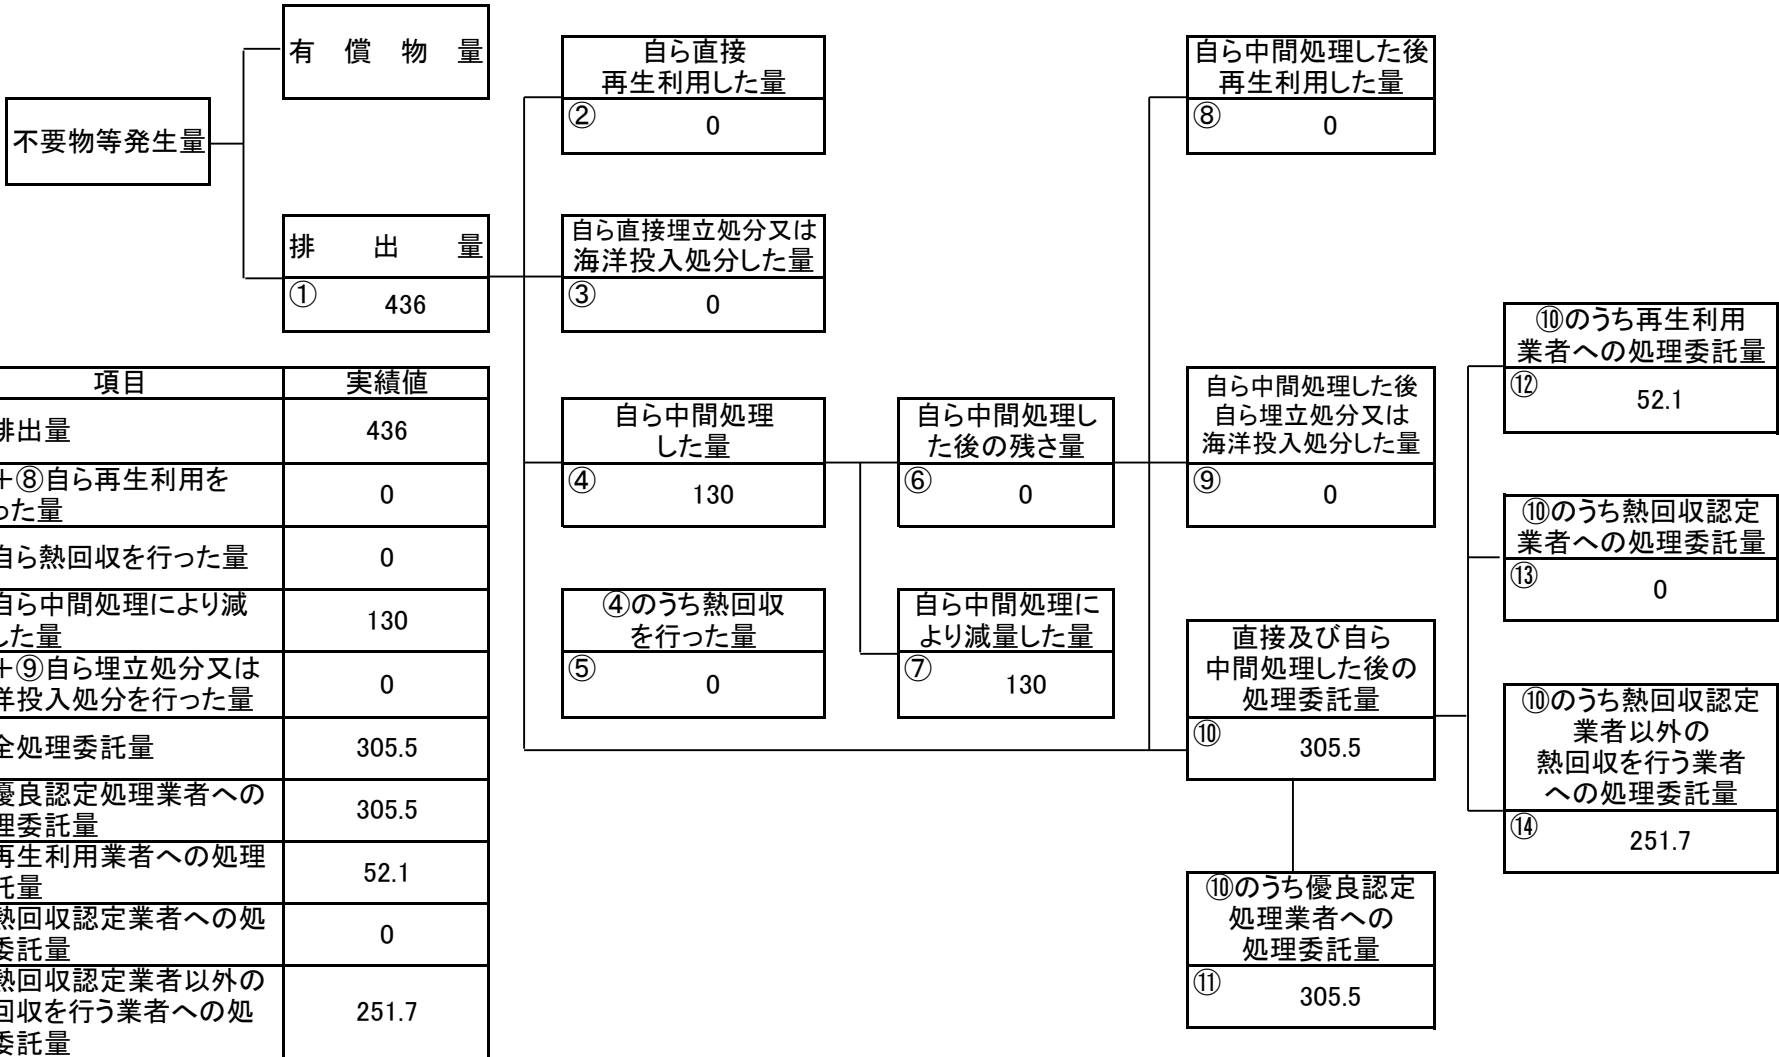 有償物量
不要物等発生量
排出量
①
436
自ら直接
再生利用した量
②
0
自ら直接埋立処分又は
海洋投入処分した量
③
0
自ら中間処理
した量
④
130
④のうち熱回収
を行った量
⑤
0
自ら中間処理し
た後の残さ量
⑥
0
自ら中間処理に
より減量した量
⑦
130
自ら中間処理した後
再生利用した量
⑧
0
自ら中間処理した後
自ら埋立処分又は
海洋投入処分した量
⑨
0
直接及び自ら
中間処理した後の
処理委託量
⑩
305.5
⑩のうち優良認定
処理業者への
処理委託量
⑪
305.5
⑩のうち再生利用
業者への処理委託量
⑫
52.1
⑩のうち熱回収認定
業者への処理委託量
⑬
0
⑩のうち熱回収認定
業者以外の
熱回収を行う業者
への処理委託量
⑭
251.7
項目
実績値
排出量
436
+⑧自ら再生利用を
った量
0
自ら熱回収を行った量
0
自ら中間処理により減
した量
130
+⑨自ら埋立処分又は
洋投入処分を行った量
0
全処理委託量
305.5
優良認定処理業者への
理委託量
305.5
再生利用業者への処理
託量
52.1
熱回収認定業者への処
委託量
0
熱回収認定業者以外の
回収を行う業者への処
委託量
251.7